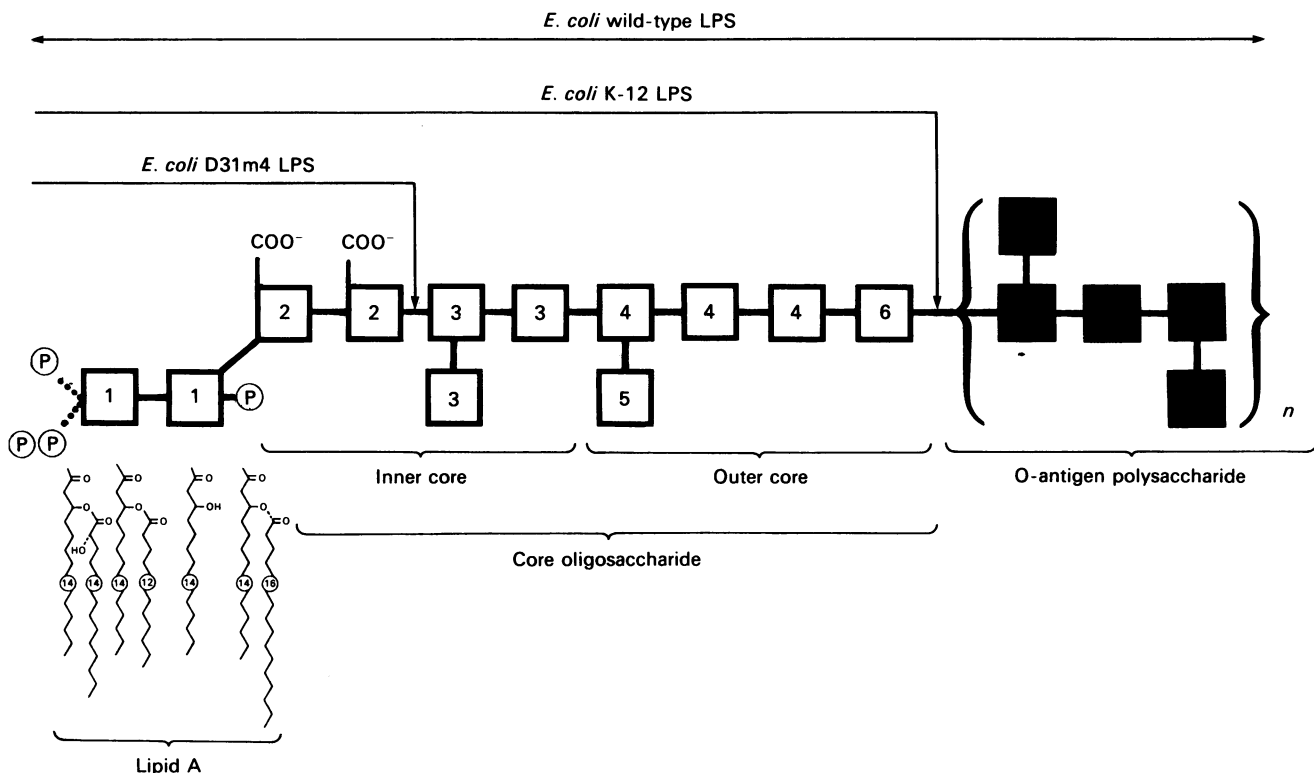 E. coli wild-type LPS
E. coli K-12 LPS
E. coli D31m4 LPS
COO⁻ COO⁻
2 2 3 3 4 4 4 6
P
1 1 P
3 5
P P
n
Inner core Outer core O-antigen polysaccharide
O O O O
O O OH O
O O O
HO
14 14 14 12 14 14 16
Core oligosaccharide
Lipid A